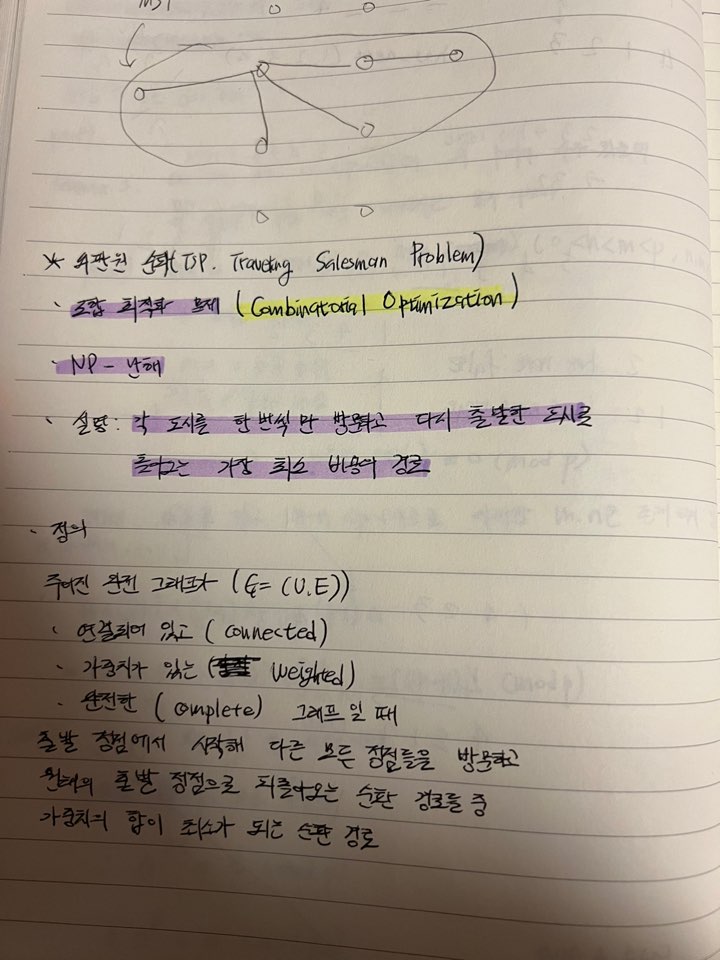 MST
* 외판원 순회(TSP. Traveling Salesman Problem)
· 조합 최적화 문제 (Combinatorial Optimization)
· NP - 난해
· 설명: 각 도시를 한 번씩만 방문하고 다시 출발한 도시로
돌아오는 가장 최소 비용의 경로
· 정의
주어진 완전 그래프가 (G = (V.E))
· 연결되어 있고 (connected)
· 가중치가 있는 (Weighted)
· 완전한 (complete) 그래프일 때
출발 정점에서 시작해 다른 모든 정점들을 방문하고
원래의 출발 정점으로 되돌아오는 순환 경로들 중
가중치의 합이 최소가 되는 순환 경로